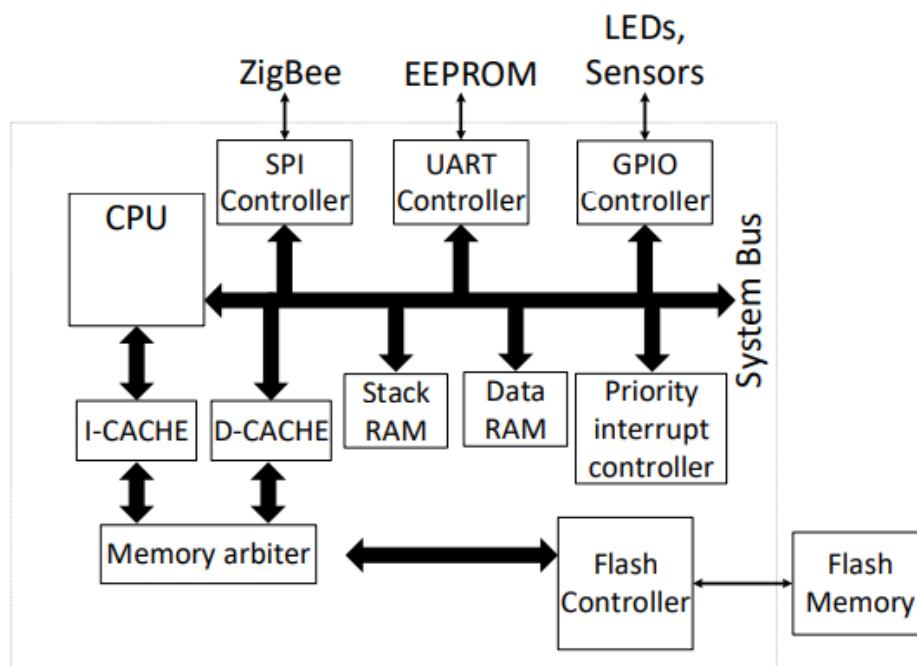 LEDs,
Sensors
ZigBee
EEPROM
SPI
Controller
UART
Controller
GPIO
Controller
CPU
System Bus
Stack
RAM
Data
RAM
Priority
interrupt
controller
I-CACHE
D-CACHE
Memory arbiter
Flash
Controller
Flash
Memory